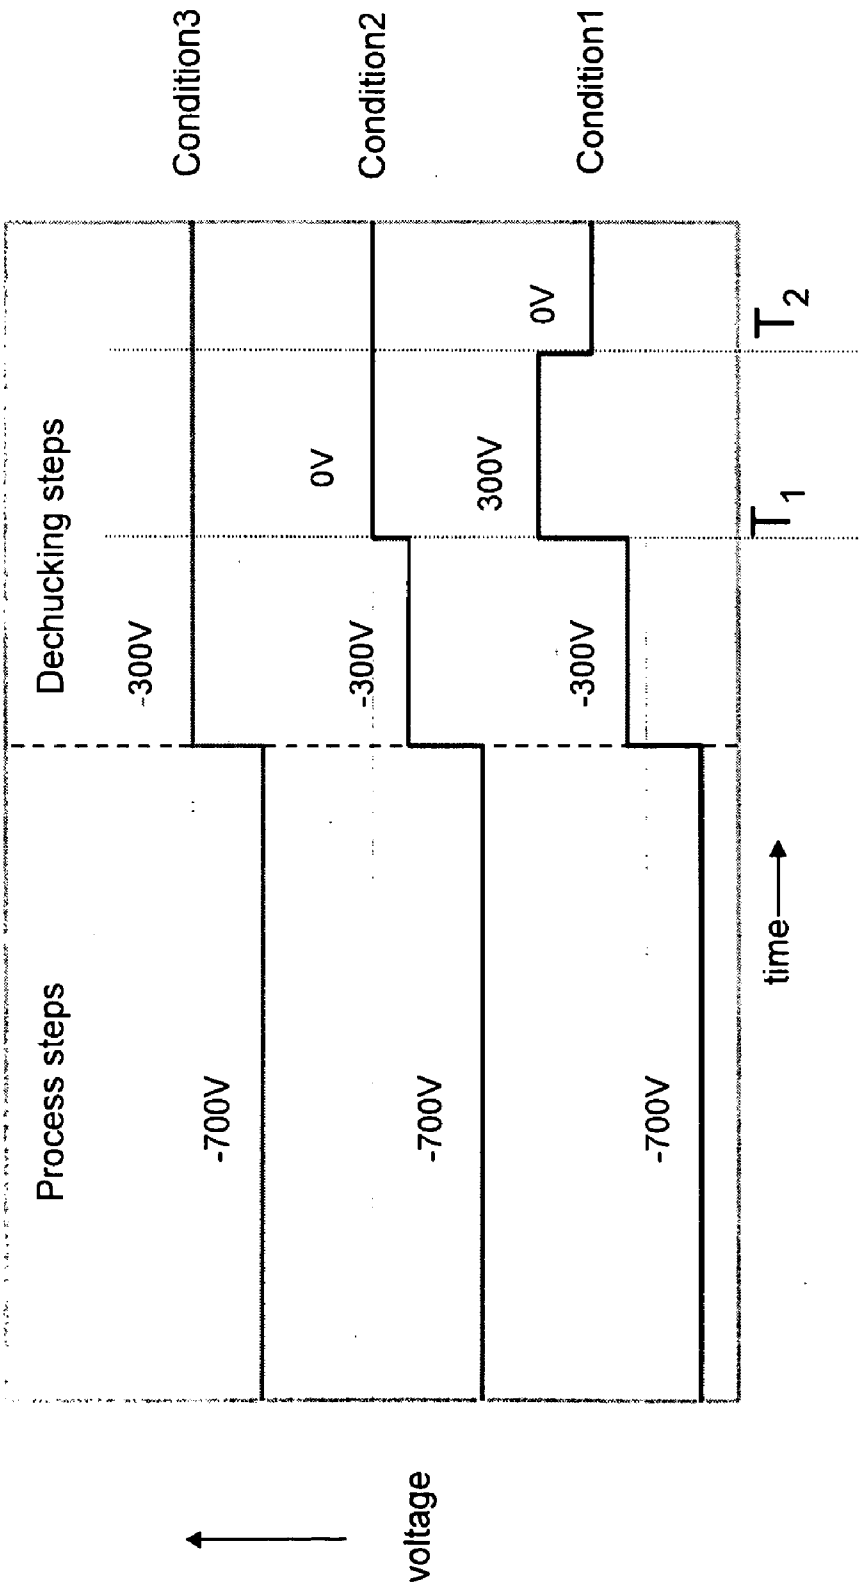 Process steps
Dechucking steps
-700V
-300V
Condition3
-700V
-300V
0V
Condition2
-700V
-300V
300V
0V
Condition1
voltage
time
T1
T2